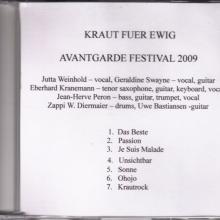 KRAUT FUER EWIG
AVANTGARDE FESTIVAL 2009
Jutta Weinhold – vocal, Geraldine Swayne - vocal, guitar
Eberhard Kranemann – tenor saxophone, guitar, keyboard, vocal
Jean-Herve Peron – bass, guitar, trumpet, vocal
Zappi W. Diermaier – drums, Uwe Bastiansen -guitar
1. Das Beste
2. Passion
3. Je Suis Malade
4. Unsichtbar
5. Sonne
6. Ohojo
7. Krautrock